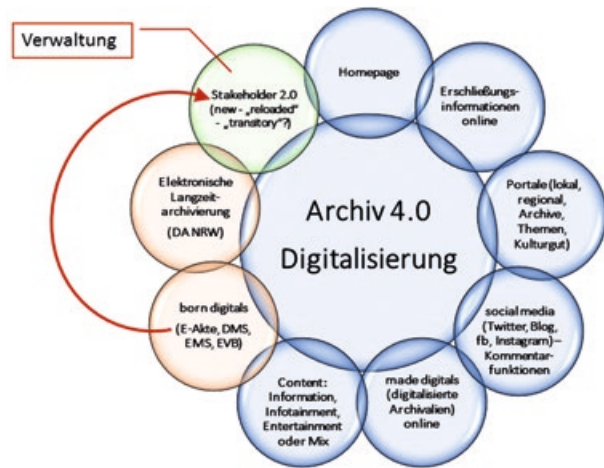 Verwaltung
Stakeholder 2.0
(new - „reloaded“
- „transitory“?)
Homepage
Erschließungs-
informationen
online
Portale (lokal,
regional,
Archive,
Themen,
Kulturgut)
social media
(Twitter, Blog,
fb, Instagram) –
Kommentar-
funktionen
made digitals
(digitalisierte
Archivalien)
online
Content:
Information,
Infotainment,
Entertainment
oder Mix
born digitals
(E-Akte, DMS,
EMS, EVB)
Elektronische
Langzeit-
archivierung
(DA NRW)
Archiv 4.0
Digitalisierung